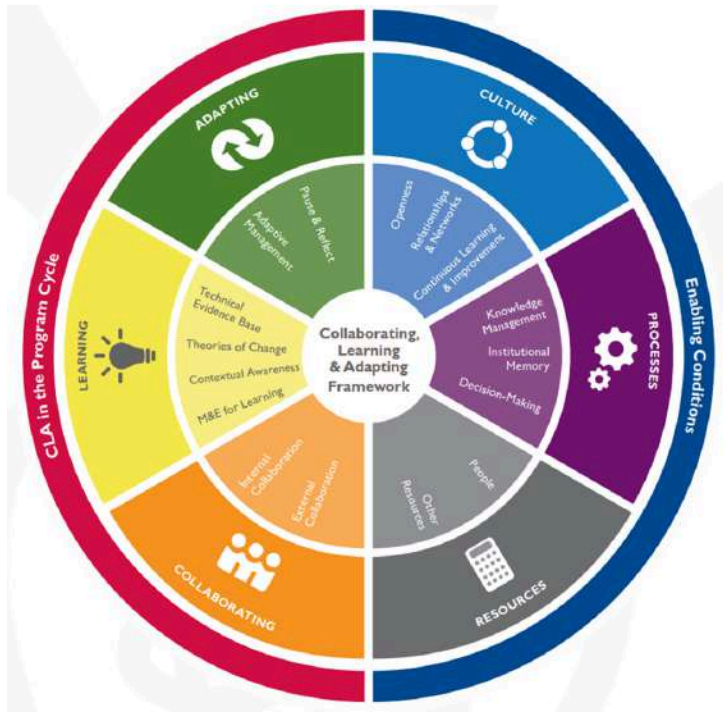 CLA in the Program Cycle
Enabling Conditions
ADAPTING
Adaptive
Management
Pause & Reflect
CULTURE
Openness
Relationships
& Networks
Continuous Learning
& Improvement
LEARNING
Technical
Evidence Base
Theories of Change
Contextual Awareness
M&E for Learning
Collaborating,
Learning
& Adapting
Framework
PROCESSES
Knowledge
Management
Institutional
Memory
Decision-Making
COLLABORATING
Internal
Collaboration
External
Collaboration
RESOURCES
Other
Resources
People